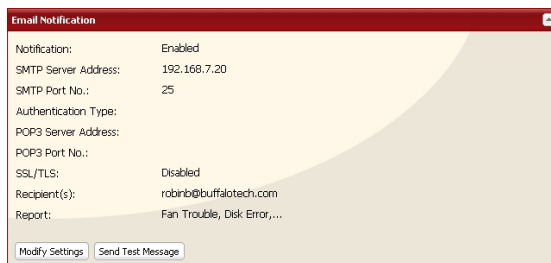 Email Notification
Notification: Enabled
SMTP Server Address: 192.168.7.20
SMTP Port No.: 25
Authentication Type:
POP3 Server Address:
POP3 Port No.:
SSL/TLS: Disabled
Recipient(s): robinb@buffalotech.com
Report: Fan Trouble, Disk Error,...
Modify Settings Send Test Message